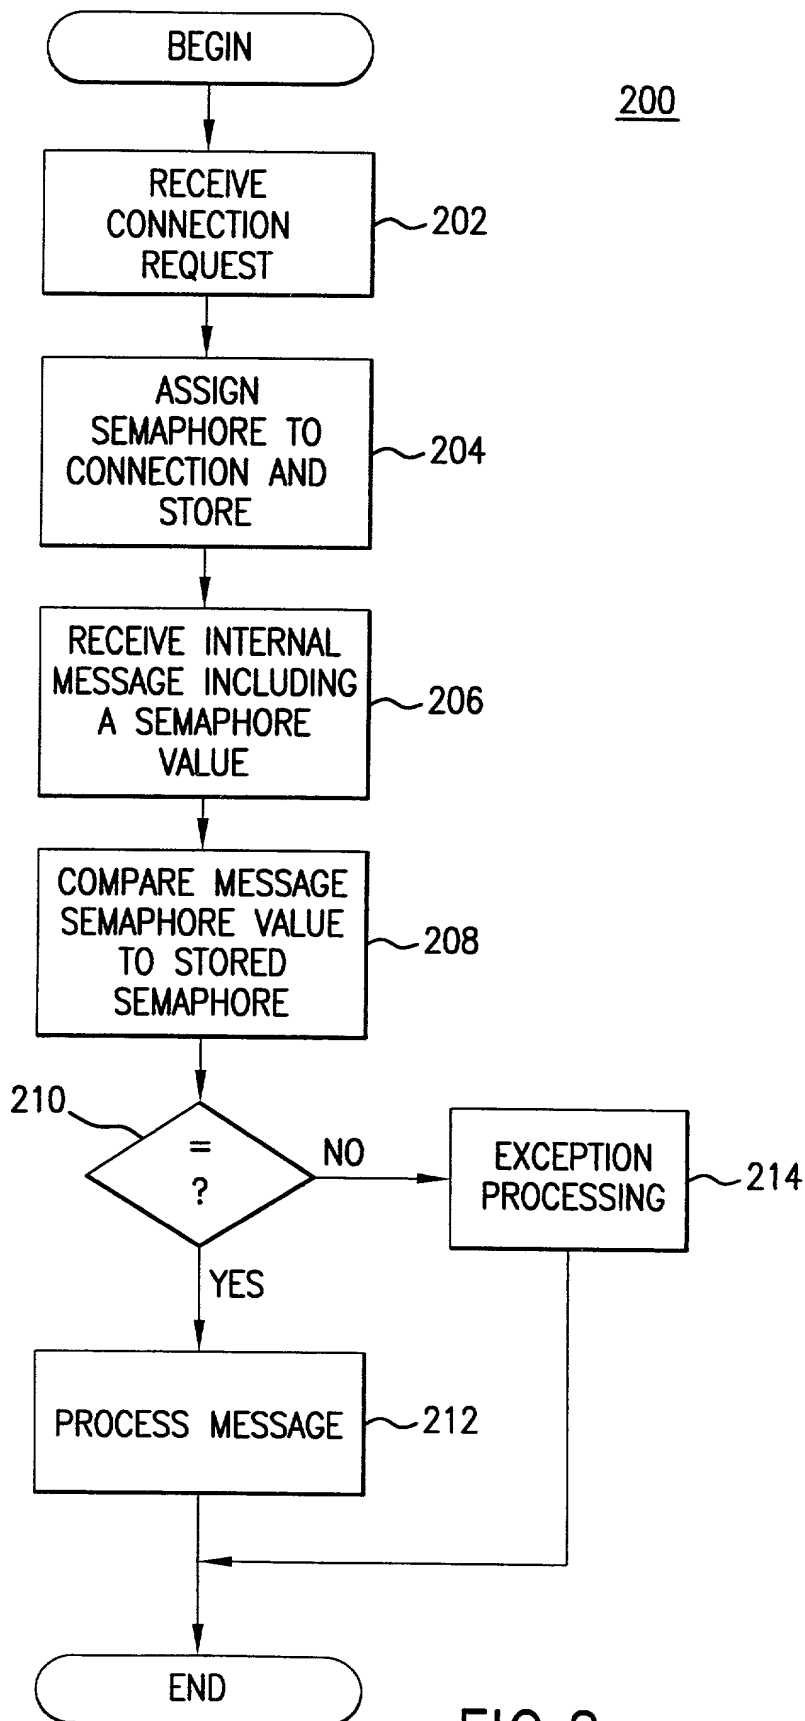 BEGIN
200
RECEIVE
CONNECTION
REQUEST
202
ASSIGN
SEMAPHORE TO
CONNECTION AND
STORE
204
RECEIVE INTERNAL
MESSAGE INCLUDING
A SEMAPHORE
VALUE
206
COMPARE MESSAGE
SEMAPHORE VALUE
TO STORED
SEMAPHORE
208
210
=
?
NO
EXCEPTION
PROCESSING
214
YES
PROCESS MESSAGE
212
END